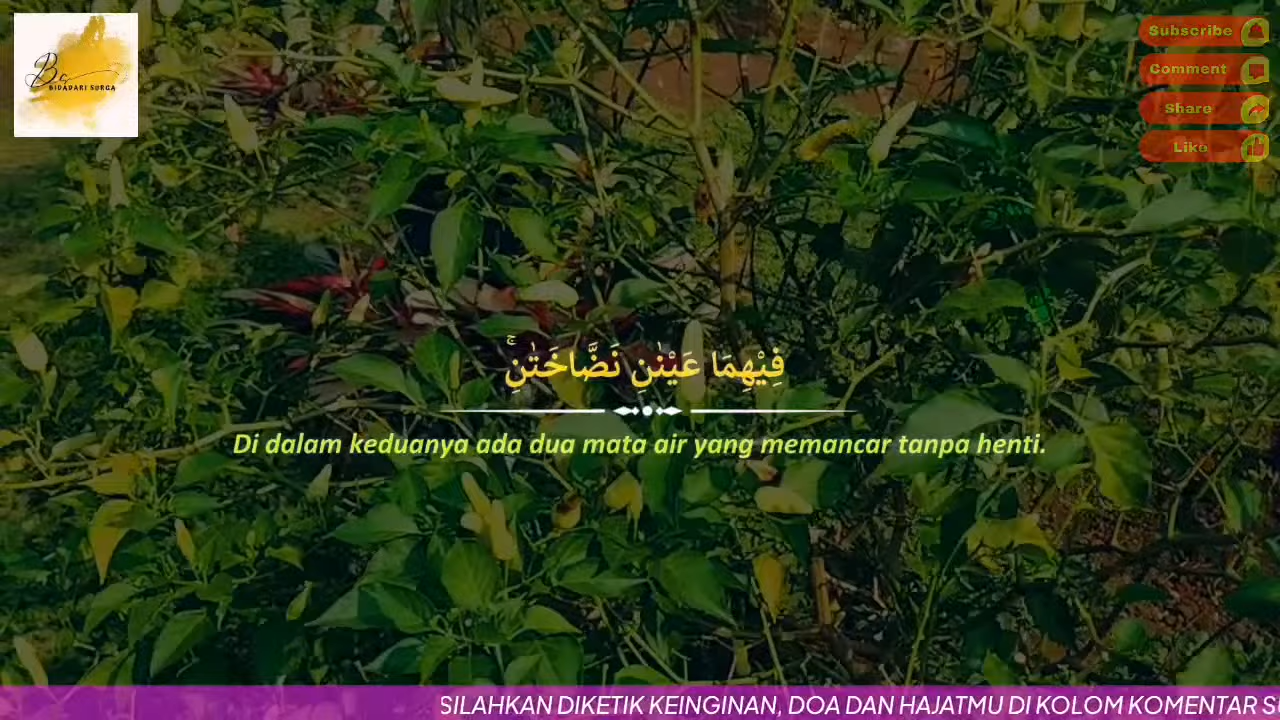 Bs
BIDADARI SURGA
Subscribe
Comment
Share
Like
فِيْهِمَا عَيْنٰنِ نَضَّاخَتٰنِۚ
Di dalam keduanya ada dua mata air yang memancar tanpa henti.
SILAHKAN DIKETIK KEINGINAN, DOA DAN HAJATMU DI KOLOM KOMENTAR